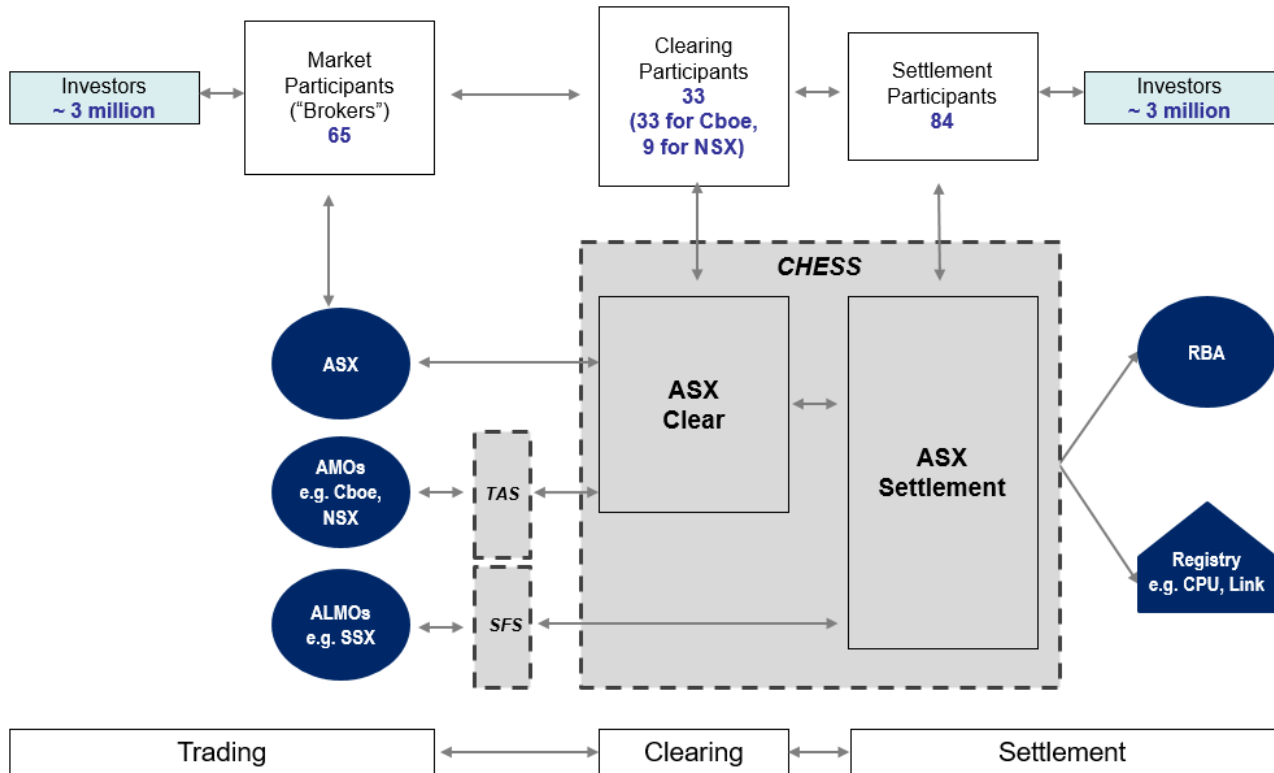 Investors
~ 3 million
Market
Participants
(“Brokers”)
65
Clearing
Participants
33
(33 for Cboe,
9 for NSX)
Settlement
Participants
84
Investors
~ 3 million
CHESS
ASX
ASX
Clear
ASX
Settlement
RBA
AMOs
e.g. Cboe,
NSX
TAS
ALMOs
e.g. SSX
SFS
Registry
e.g. CPU, Link
Trading
Clearing
Settlement